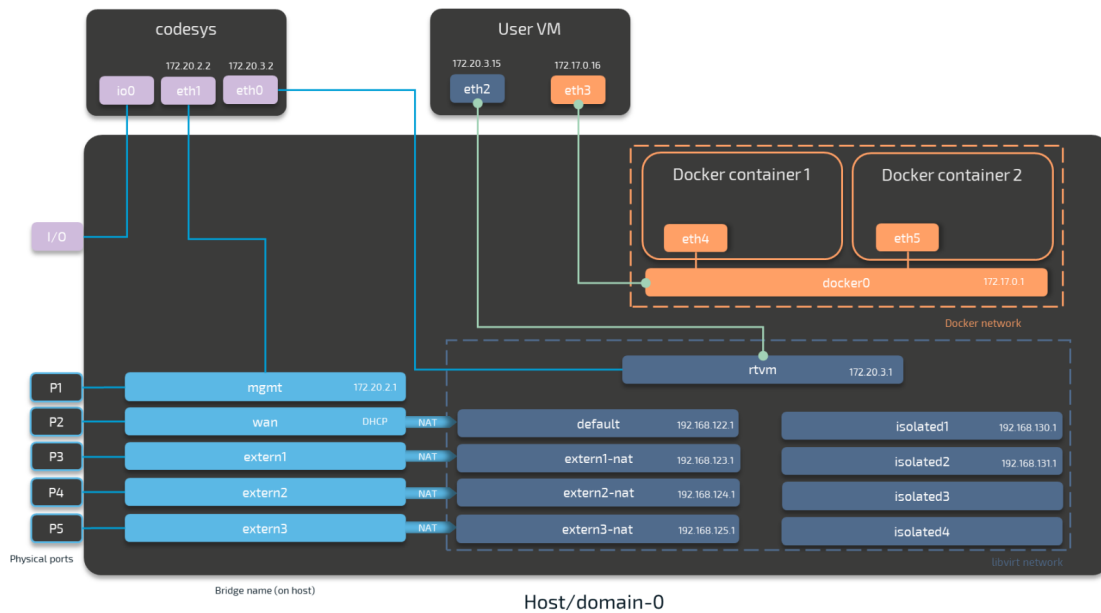 codesys
User VM
172.20.2.2
172.20.3.2
172.20.3.15
172.17.0.16
io0
eth1
eth0
eth2
eth3
Docker container 1
Docker container 2
I/O
eth4
eth5
docker0
172.17.0.1
Docker network
rtvm
172.20.3.1
P1
mgmt
172.20.2.1
P2
wan
DHCP
NAT
default
192.168.122.1
isolated1
192.168.130.1
P3
extern1
NAT
extern1-nat
192.168.123.1
isolated2
192.168.131.1
P4
extern2
NAT
extern2-nat
192.168.124.1
isolated3
P5
extern3
NAT
extern3-nat
192.168.125.1
isolated4
Physical ports
libvirt network
Bridge name (on host)
Host/domain-0